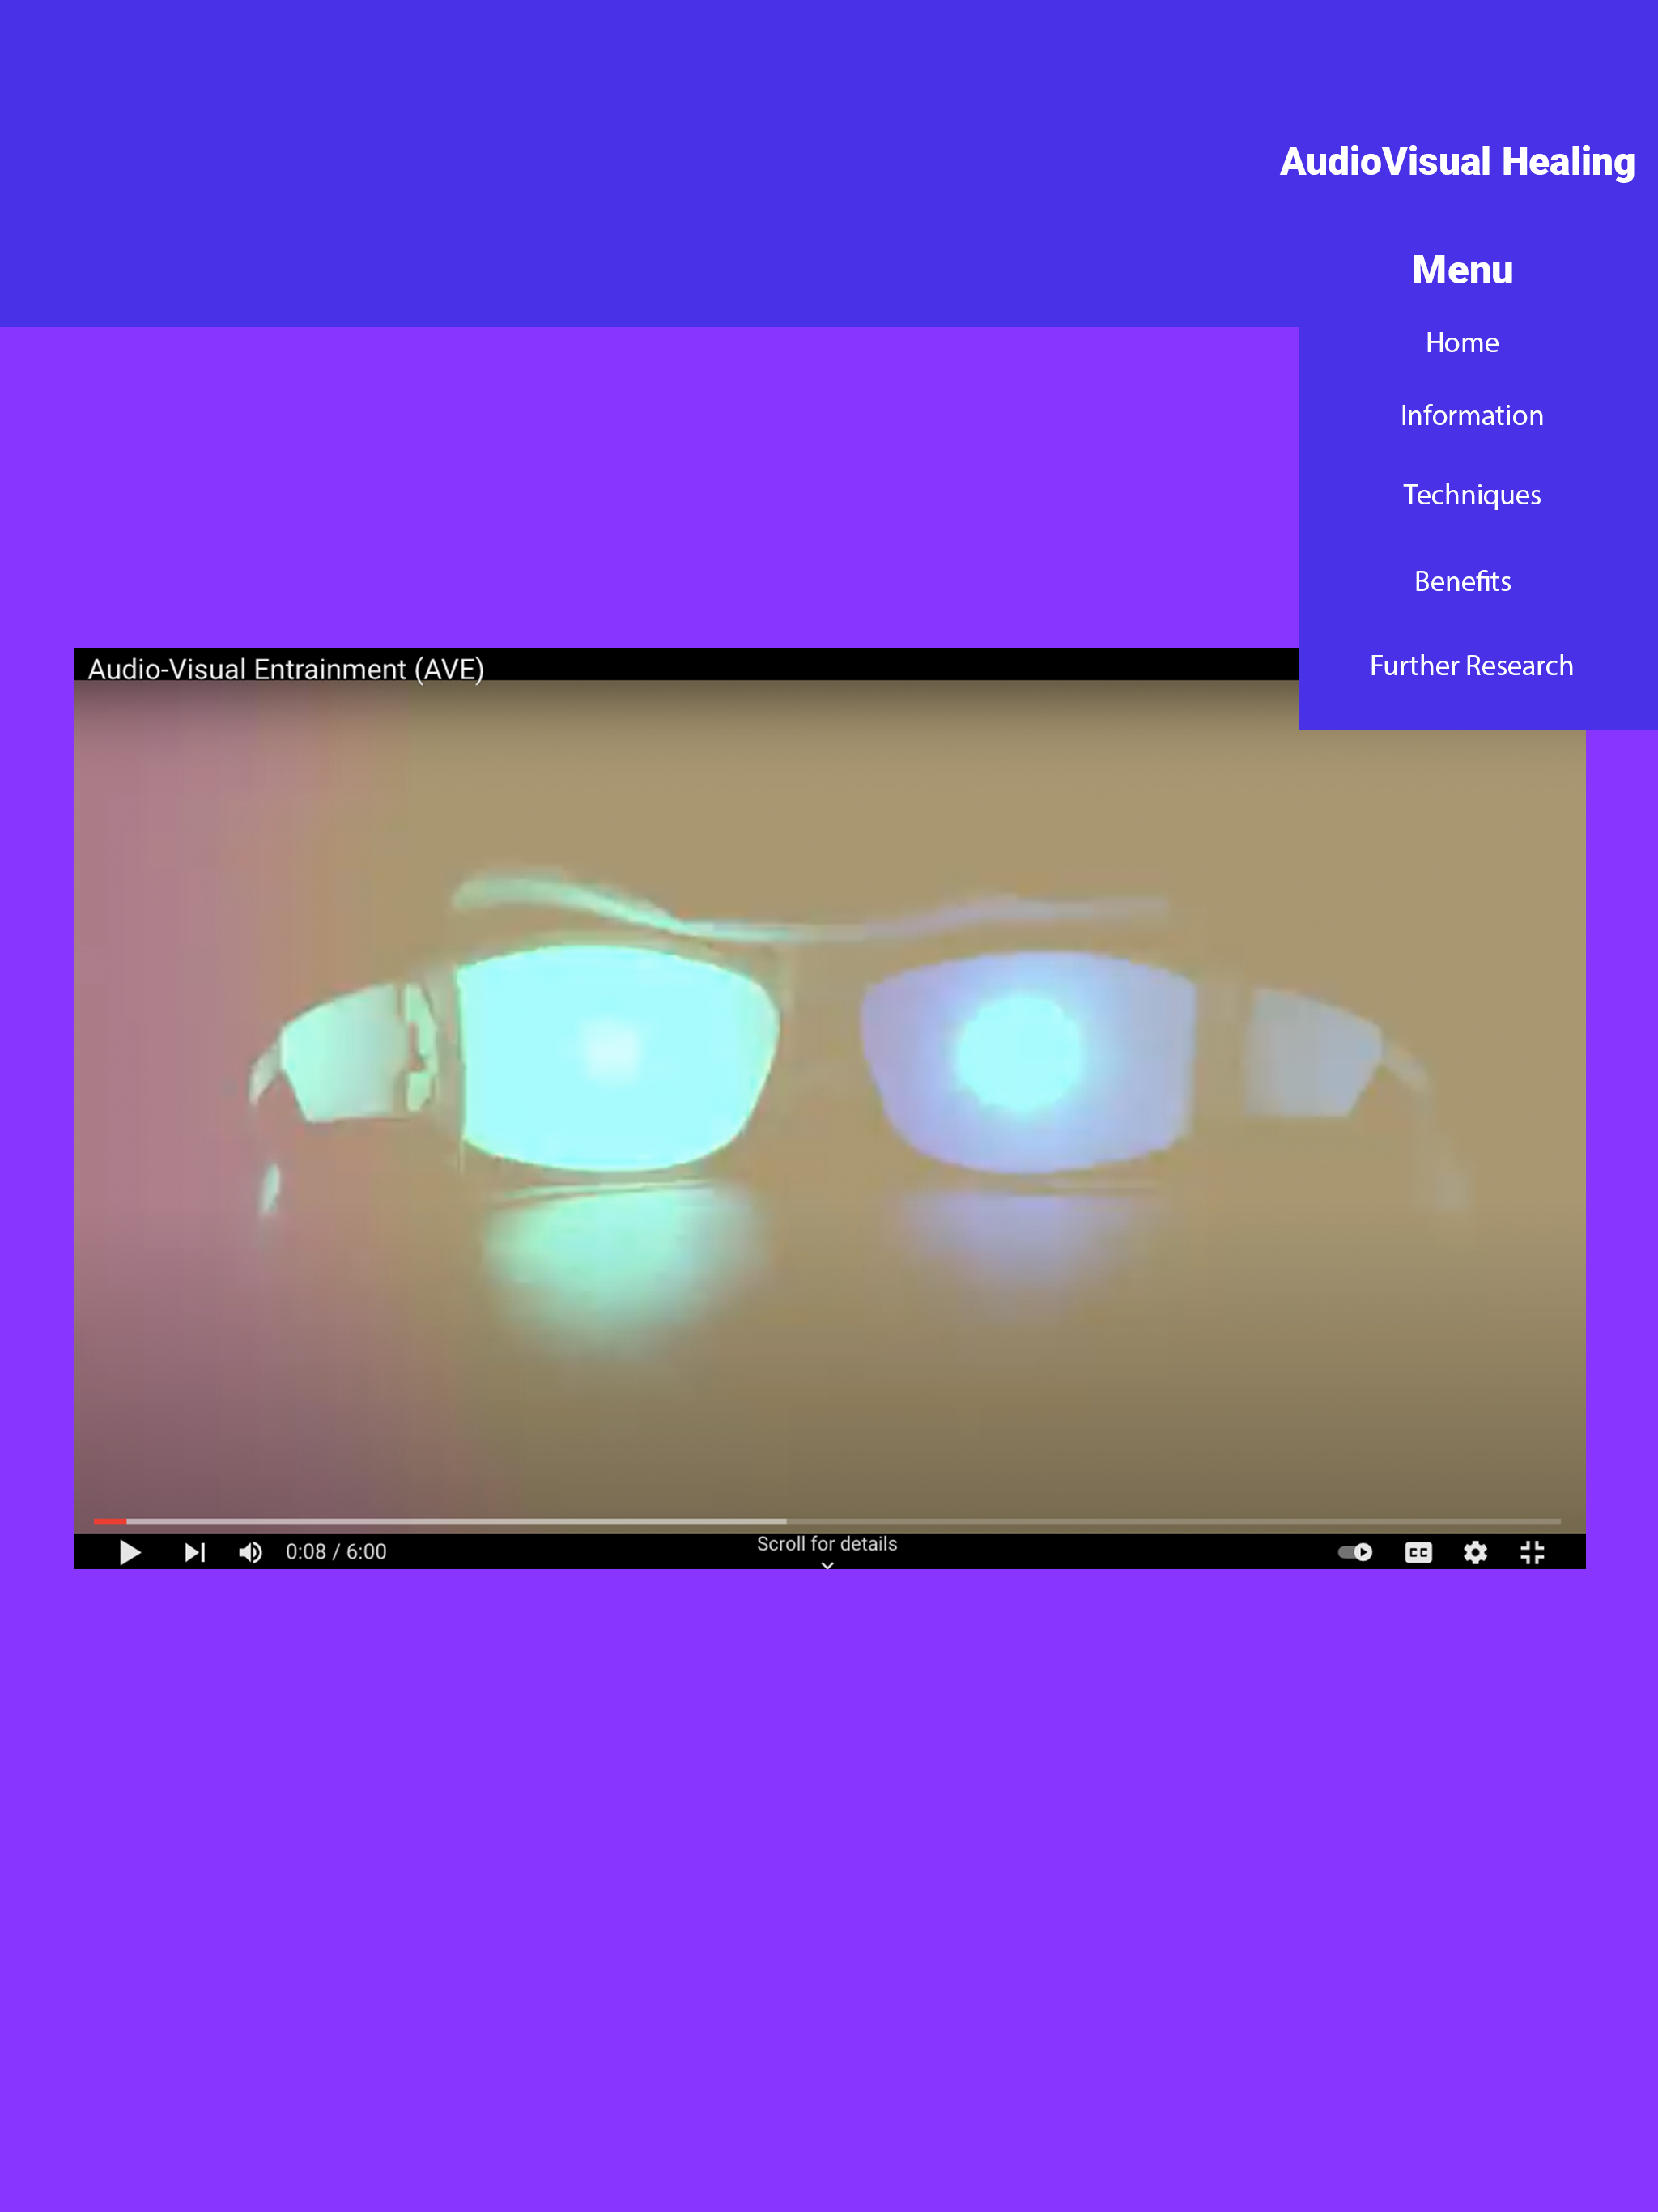 AudioVisual Healing
Menu
Home
Information
Techniques
Benefits
Further Research
Audio-Visual Entrainment (AVE)
0:08 / 6:00
Scroll for details
CC